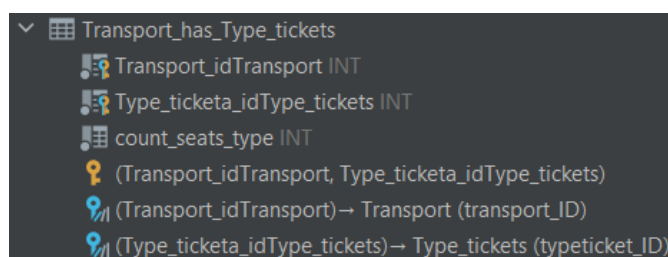 Transport_has_Type_tickets
Transport_idTransport INT
Type_ticketa_idType_tickets INT
count_seats_type INT
(Transport_idTransport, Type_ticketa_idType_tickets)
(Transport_idTransport)→ Transport (transport_ID)
(Type_ticketa_idType_tickets)→ Type_tickets (typeticket_ID)